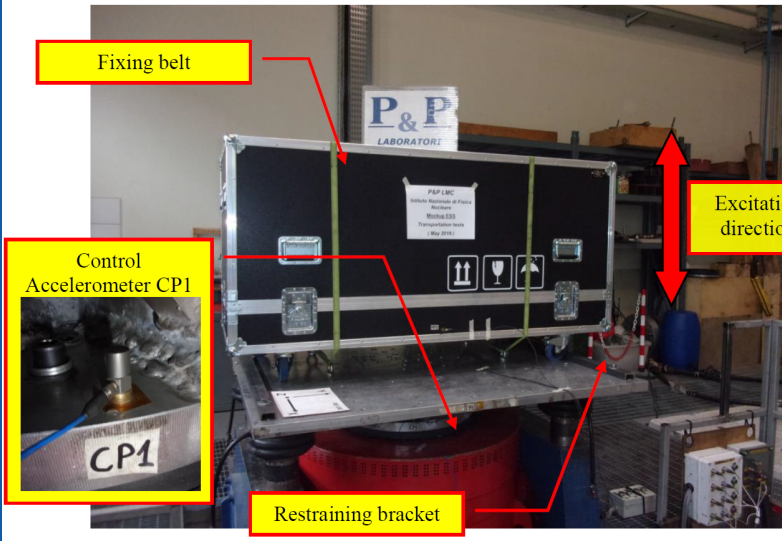 Fixing belt
P&P
LABORATORI
P&P LMC
Istituto Nazionale di Fisica
Nucleare
Mockup ESS
Transportation tests
( May 2018 )
Excitati
directio
Control
Accelerometer CP1
CP1
Restraining bracket